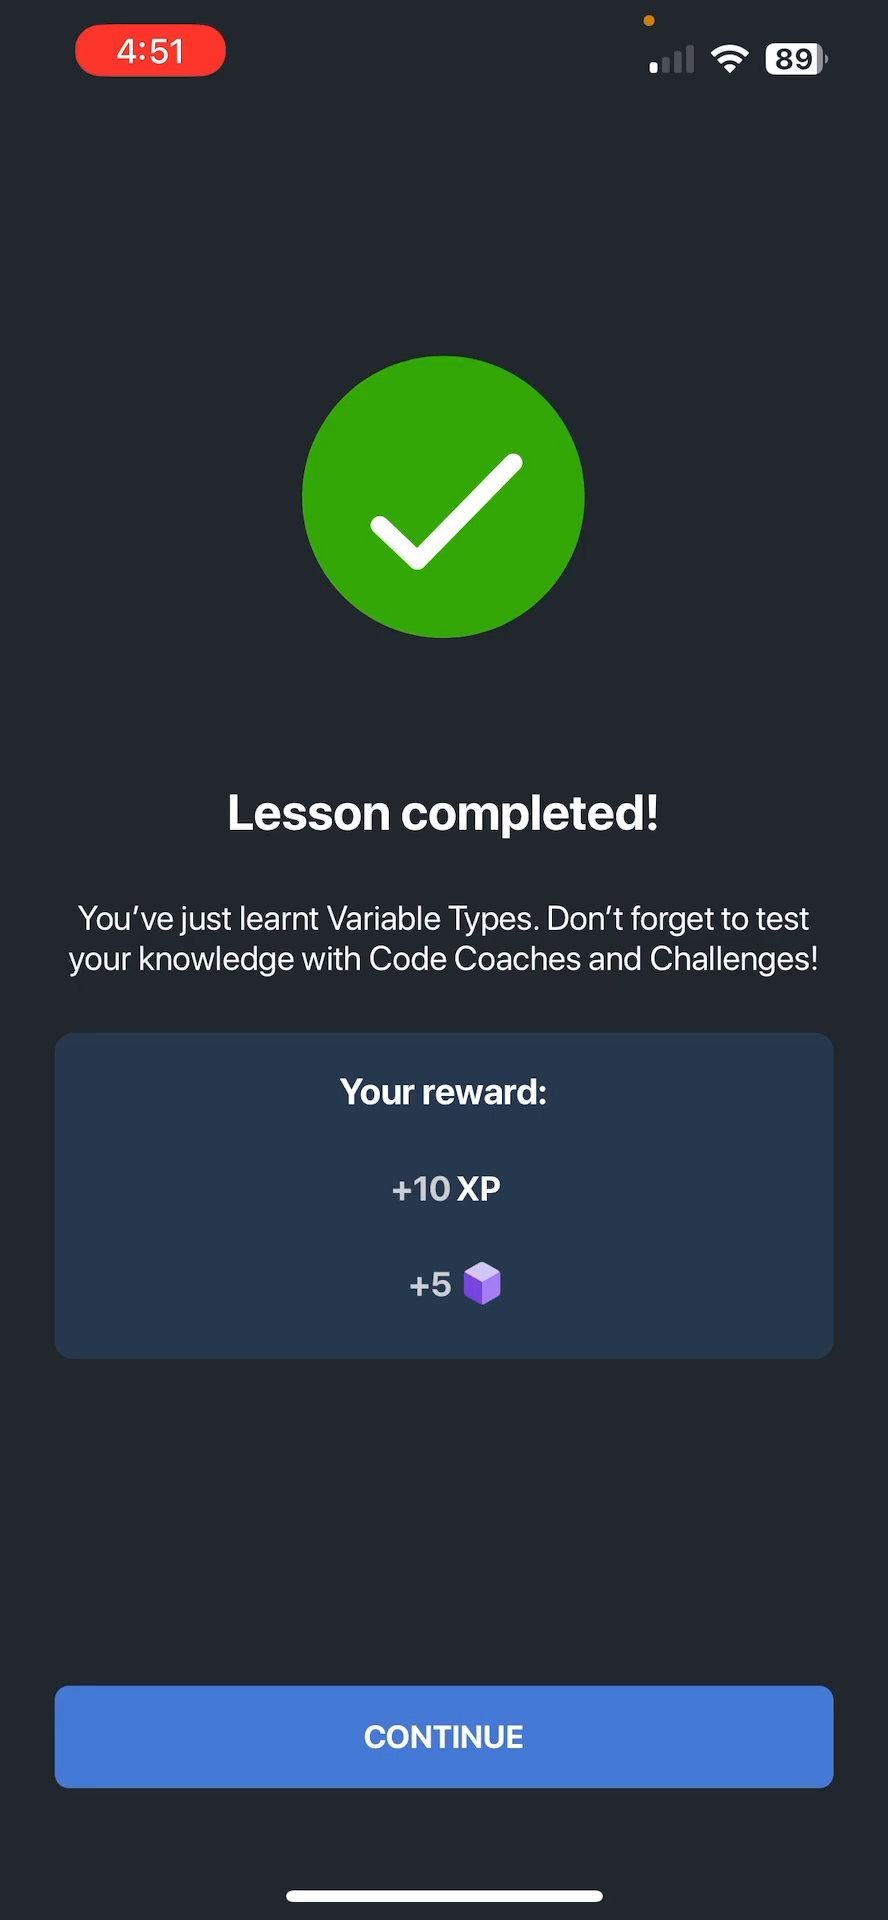 4:51
89
Lesson completed!
You’ve just learnt Variable Types. Don’t forget to test
your knowledge with Code Coaches and Challenges!
Your reward:
+10 XP
+5
CONTINUE